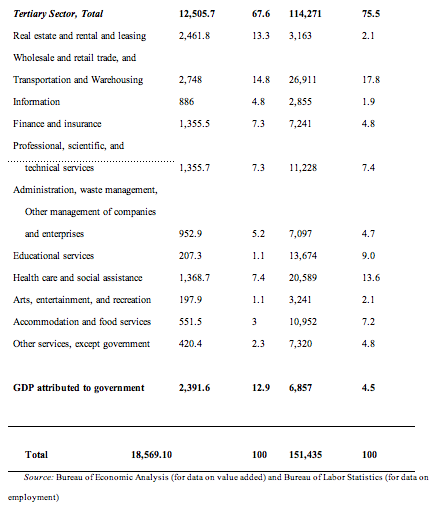 Tertiary Sector, Total 12,505.7 67.6 114,271 75.5
Real estate and rental and leasing 2,461.8 13.3 3,163 2.1
Wholesale and retail trade, and
Transportation and Warehousing 2,748 14.8 26,911 17.8
Information 886 4.8 2,855 1.9
Finance and insurance 1,355.5 7.3 7,241 4.8
Professional, scientific, and
technical services 1,355.7 7.3 11,228 7.4
Administration, waste management,
Other management of companies
and enterprises 952.9 5.2 7,097 4.7
Educational services 207.3 1.1 13,674 9.0
Health care and social assistance 1,368.7 7.4 20,589 13.6
Arts, entertainment, and recreation 197.9 1.1 3,241 2.1
Accommodation and food services 551.5 3 10,952 7.2
Other services, except government 420.4 2.3 7,320 4.8
GDP attributed to government 2,391.6 12.9 6,857 4.5
Total 18,569.10 100 151,435 100
Source: Bureau of Economic Analysis (for data on value added) and Bureau of Labor Statistics (for data on
employment)